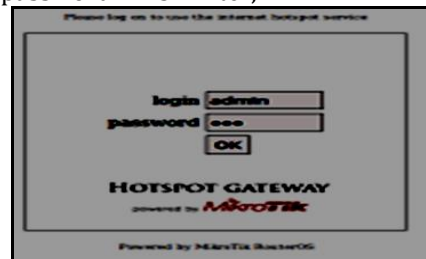 Please log on to use the internet hotspot service
login admin
password •••
OK
HOTSPOT GATEWAY
powered by MikroTik
Powered by MikroTik RouterOS